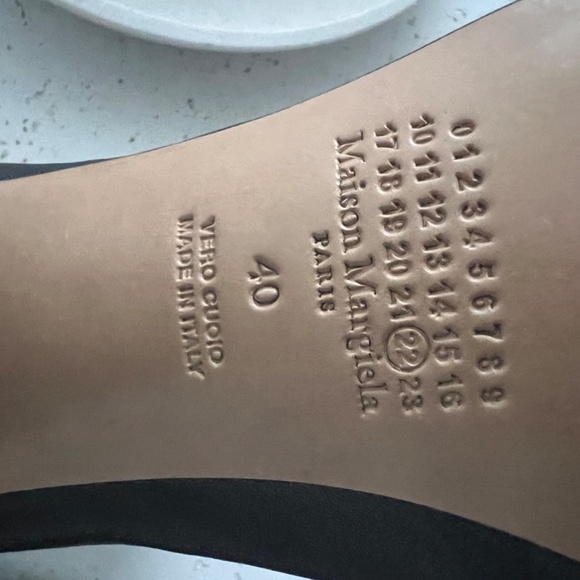 0 1 2 3 4 5 6 7 8 9
10 11 12 13 14 15 16
17 18 19 20 21 22 23
Maison Margiela
PARIS
40
VERO CUOIO
MADE IN ITALY